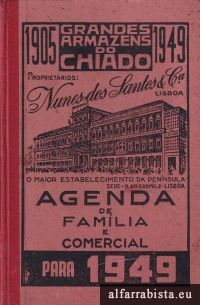 1905 GRANDES 1949
ARMAZENS
DO
CHIADO
PROPRIETÁRIOS:
Nunes dos Santos & Cª
LISBOA
O MAIOR ESTABELECIMENTO DA PENINSULA
SEDE-R. DO CARMO, 2-LISBOA
AGENDA
DE
FAMÍLIA
E
COMERCIAL
PARA 1949
alfarrabista.eu